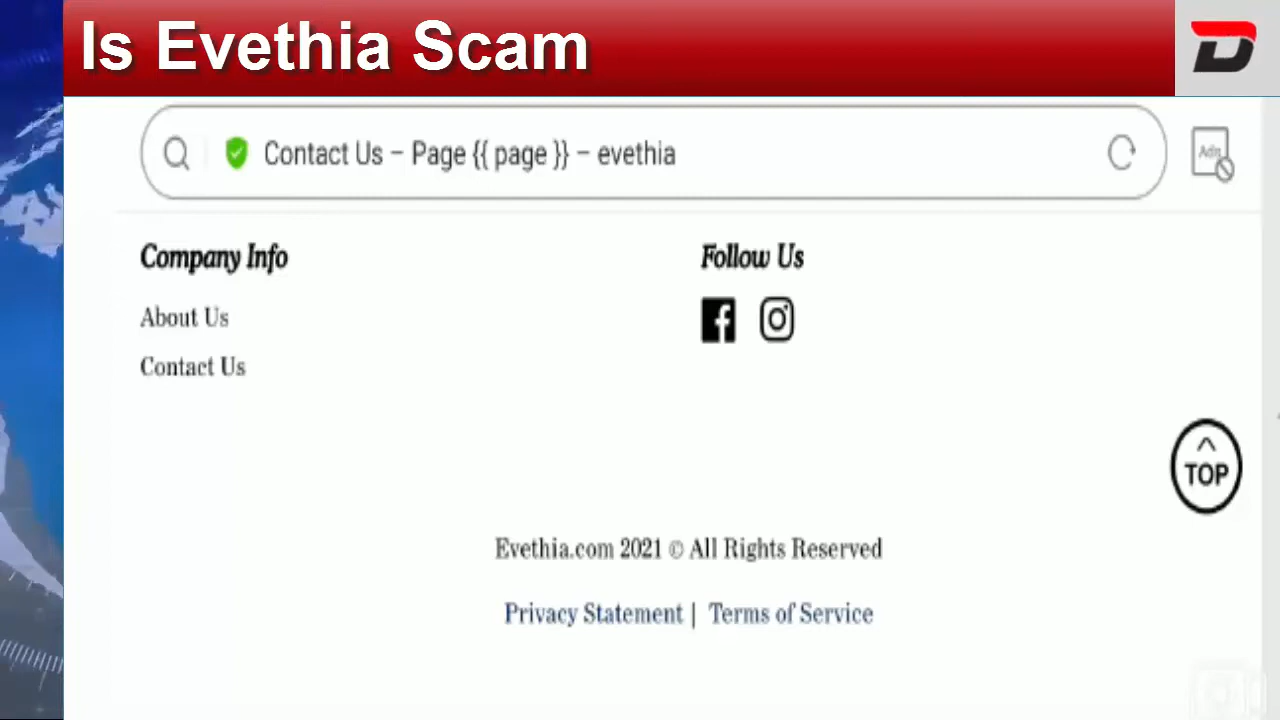 Is Evethia Scam
Contact Us – Page {{ page }} – evethia
Company Info
Follow Us
About Us
Contact Us
TOP
Evethia.com 2021 © All Rights Reserved
Privacy Statement | Terms of Service